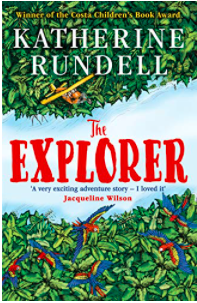 Winner of the Costa Children's Book Award
KATHERINE
RUNDELL
The
EXPLORER
'A very exciting adventure story – I loved it'
Jacqueline Wilson